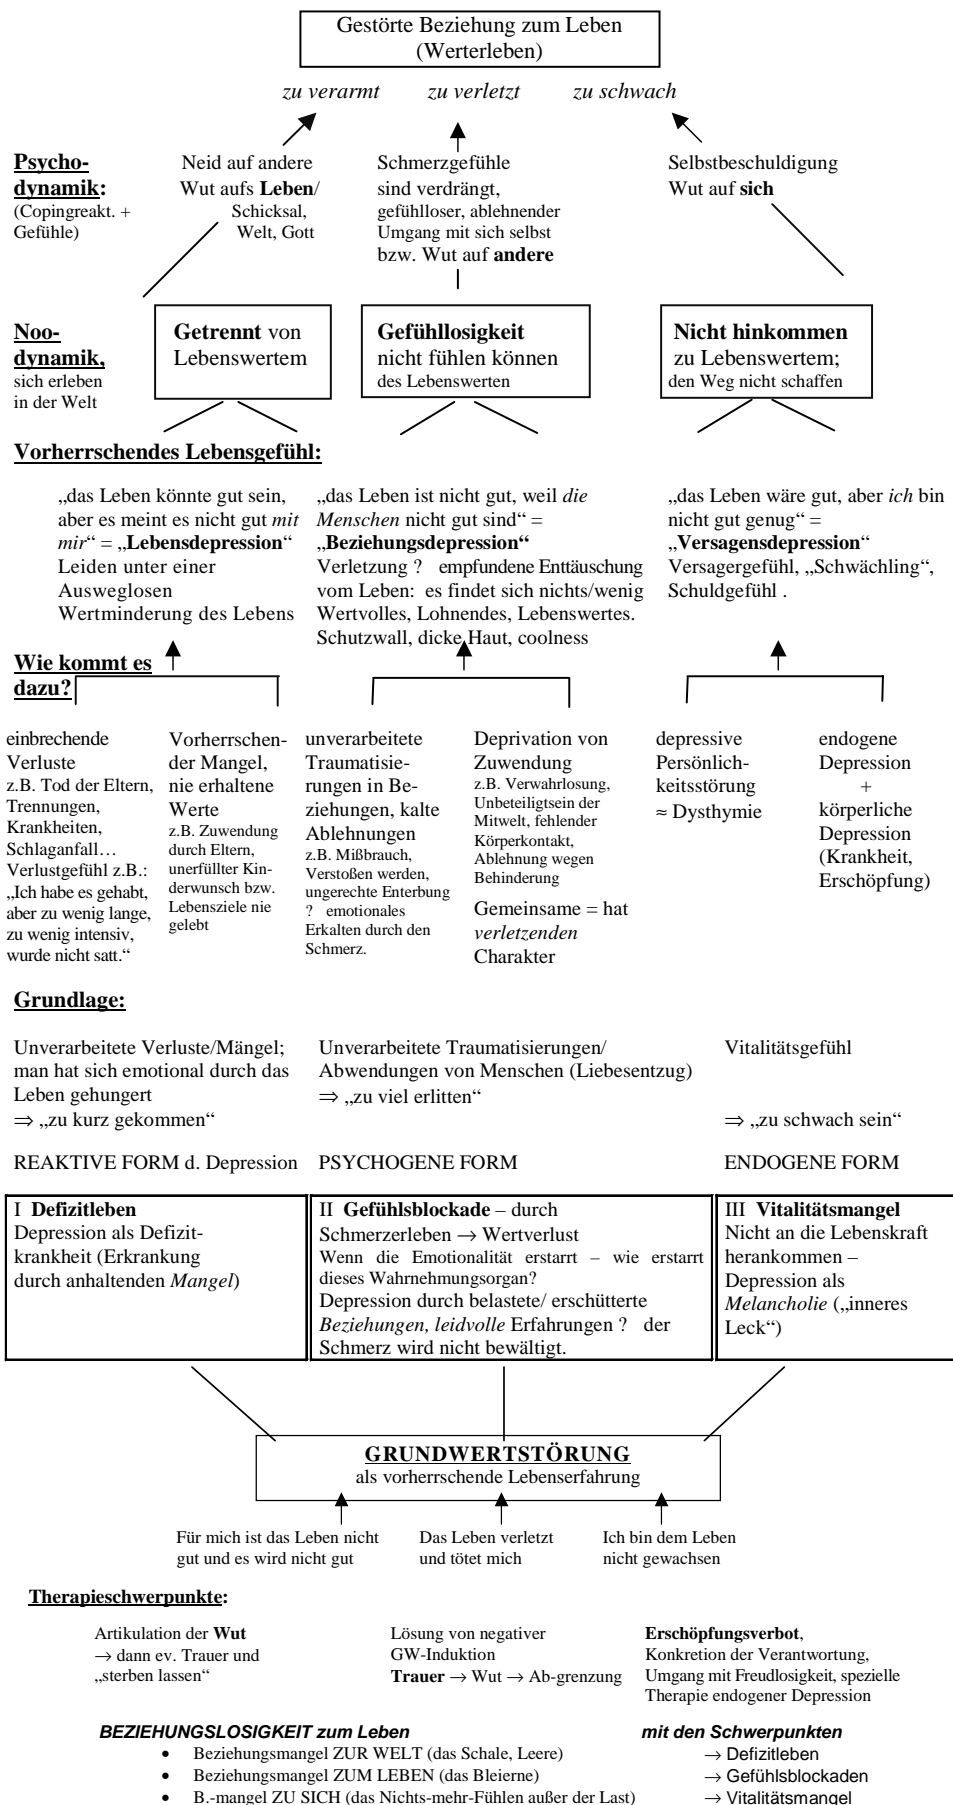 Gestörte Beziehung zum Leben
(Werterleben)
zu verarmt zu verletzt zu schwach
Psycho-
dynamik:
(Copingreakt. +
Gefühle)
Neid auf andere
Wut aufs Leben/
Schicksal,
Welt, Gott
Schmerzgefühle
sind verdrängt,
gefühlloser, ablehnender
Umgang mit sich selbst
bzw. Wut auf andere
Selbstbeschuldigung
Wut auf sich
Noo-
dynamik,
sich erleben
in der Welt
Getrennt von
Lebenswertem
Gefühllosigkeit
nicht fühlen können
des Lebenswerten
Nicht hinkommen
zu Lebenswertem;
den Weg nicht schaffen
Vorherrschendes Lebensgefühl:
„das Leben könnte gut sein,
aber es meint es nicht gut mit
mir“ = „Lebensdepression“
Leiden unter einer
Ausweglosen
Wertminderung des Lebens
„das Leben ist nicht gut, weil die
Menschen nicht gut sind“ =
„Beziehungsdepression“
Verletzung ? empfundene Enttäuschung
vom Leben: es findet sich nichts/wenig
Wertvolles, Lohnendes, Lebenswertes.
Schutzwall, dicke Haut, coolness
„das Leben wäre gut, aber ich bin
nicht gut genug“ =
„Versagensdepression“
Versagergefühl, „Schwächling“,
Schuldgefühl .
Wie kommt es
dazu?
einbrechende
Verluste
z.B. Tod der Eltern,
Trennungen,
Krankheiten,
Schlaganfall…
Verlustgefühl z.B.:
„Ich habe es gehabt,
aber zu wenig lange,
zu wenig intensiv,
wurde nicht satt.“
Vorherrschen-
der Mangel,
nie erhaltene
Werte
z.B. Zuwendung
durch Eltern,
unerfüllter Kin-
derwunsch bzw.
Lebensziele nie
gelebt
unverarbeitete
Traumatisie-
rungen in Be-
ziehungen, kalte
Ablehnungen
z.B. Mißbrauch,
Verstoßen werden,
ungerechte Enterbung
? emotionales
Erkalten durch den
Schmerz.
Deprivation von
Zuwendung
z.B. Verwahrlosung,
Unbeteiligtsein der
Mitwelt, fehlender
Körperkontakt,
Ablehnung wegen
Behinderung
Gemeinsame = hat
verletzenden
Charakter
depressive
Persönlich-
keitsstörung
≈ Dysthymie
endogene
Depression
+
körperliche
Depression
(Krankheit,
Erschöpfung)
Grundlage:
Unverarbeitete Verluste/Mängel;
man hat sich emotional durch das
Leben gehungert
⇒ „zu kurz gekommen“
Unverarbeitete Traumatisierungen/
Abwendungen von Menschen (Liebesentzug)
⇒ „zu viel erlitten“
Vitalitätsgefühl
⇒ „zu schwach sein“
REAKTIVE FORM d. Depression PSYCHOGENE FORM ENDOGENE FORM
I Defizitleben
Depression als Defizit-
krankheit (Erkrankung
durch anhaltenden Mangel)
II Gefühlsblockade – durch
Schmerzerleben → Wertverlust
Wenn die Emotionalität erstarrt – wie erstarrt
dieses Wahrnehmungsorgan?
Depression durch belastete/ erschütterte
Beziehungen, leidvolle Erfahrungen ? der
Schmerz wird nicht bewältigt.
III Vitalitätsmangel
Nicht an die Lebenskraft
herankommen –
Depression als
Melancholie („inneres
Leck“)
GRUNDWERTSTÖRUNG
als vorherrschende Lebenserfahrung
Für mich ist das Leben nicht
gut und es wird nicht gut
Das Leben verletzt
und tötet mich
Ich bin dem Leben
nicht gewachsen
Therapieschwerpunkte:
Artikulation der Wut
→ dann ev. Trauer und
„sterben lassen“
Lösung von negativer
GW-Induktion
Trauer → Wut → Ab-grenzung
Erschöpfungsverbot,
Konkretion der Verantwortung,
Umgang mit Freudlosigkeit, spezielle
Therapie endogener Depression
BEZIEHUNGSLOSIGKEIT zum Leben mit den Schwerpunkten
• Beziehungsmangel ZUR WELT (das Schale, Leere) → Defizitleben
• Beziehungsmangel ZUM LEBEN (das Bleierne) → Gefühlsblockaden
• B.-mangel ZU SICH (das Nichts-mehr-Fühlen außer der Last) → Vitalitätsmangel